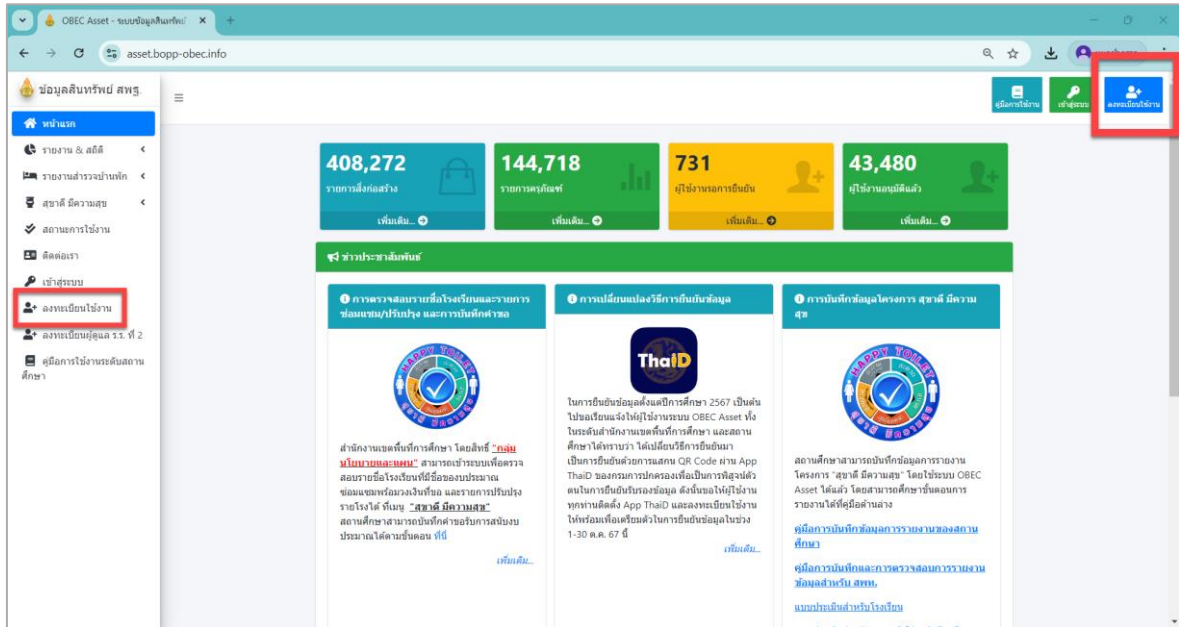 OBEC Asset - ระบบข้อมูลสินทรัพย์
asset.bopp-obec.info
ข้อมูลสินทรัพย์ สพฐ.
หน้าแรก
รายงาน & สถิติ
รายงานสำรวจบ้านพัก
สุขาดี มีความสุข
สถานะการใช้งาน
ติดต่อเรา
เข้าสู่ระบบ
ลงทะเบียนใช้งาน
ลงทะเบียนผู้ดูแล ร.ร. ที่ 2
คู่มือการใช้งานระดับสถาน
ศึกษา
คู่มือการใช้งาน
เข้าสู่ระบบ
ลงทะเบียนใช้งาน
408,272
รายการสิ่งก่อสร้าง
เพิ่มเติม...
144,718
รายการครุภัณฑ์
เพิ่มเติม...
731
ผู้ใช้งานรอการยืนยัน
เพิ่มเติม...
43,480
ผู้ใช้งานอนุมัติแล้ว
เพิ่มเติม...
ข่าวประชาสัมพันธ์
การตรวจสอบรายชื่อโรงเรียนและรายการ
ซ่อมแซม/ปรับปรุง และการบันทึกคำขอ
HAPPY TOILET
สุขาดี มีความสุข
สำนักงานเขตพื้นที่การศึกษา โดยสิทธิ์ "กลุ่ม
นโยบายและแผน" สามารถเข้าระบบเพื่อตรวจ
สอบรายชื่อโรงเรียนที่มีชื่อของบประมาณ
ซ่อมแซมพร้อมวงเงินที่ขอ และรายการปรับปรุง
รายโรงได้ ที่เมนู "สุขาดี มีความสุข"
สถานศึกษาสามารถบันทึกคำขอรับการสนับงบ
ประมาณได้ตามขั้นตอน ที่นี่
เพิ่มเติม...
การเปลี่ยนแปลงวิธีการยืนยันข้อมูล
ThaID
ในการยืนยันข้อมูลตั้งแต่ปีการศึกษา 2567 เป็นต้น
ไปขอเรียนแจ้งให้ผู้ใช้งานระบบ OBEC Asset ทั้ง
ในระดับสำนักงานเขตพื้นที่การศึกษา และสถาน
ศึกษาได้ทราบว่า ได้เปลี่ยนวิธีการยืนยันมา
เป็นการยืนยันด้วยการแสกน QR Code ผ่าน App
ThaiD ของกรมการปกครองเพื่อเป็นการพิสูจน์ตัว
ตนในการยืนยันรับรองข้อมูล ดังนั้นขอให้ผู้ใช้งาน
ทุกท่านติดตั้ง App ThaiD และลงทะเบียนใช้งาน
ให้พร้อมเพื่อเตรียมตัวในการยืนยันข้อมูลในช่วง
1-30 ต.ค. 67 นี้
เพิ่มเติม...
การบันทึกข้อมูลโครงการ สุขาดี มีความ
สุข
HAPPY TOILET
สุขาดี มีความสุข
สถานศึกษาสามารถบันทึกข้อมูลการรายงาน
โครงการ "สุขาดี มีความสุข" โดยใช้ระบบ OBEC
Asset ได้แล้ว โดยสามารถศึกษาขั้นตอนการ
รายงานได้ที่คู่มือด้านล่าง
คู่มือการบันทึกข้อมูลการรายงานของสถาน
ศึกษา
คู่มือการบันทึกและการตรวจสอบการรายงาน
ข้อมูลสำหรับ สพท.
แบบประเมินสำหรับโรงเรียน